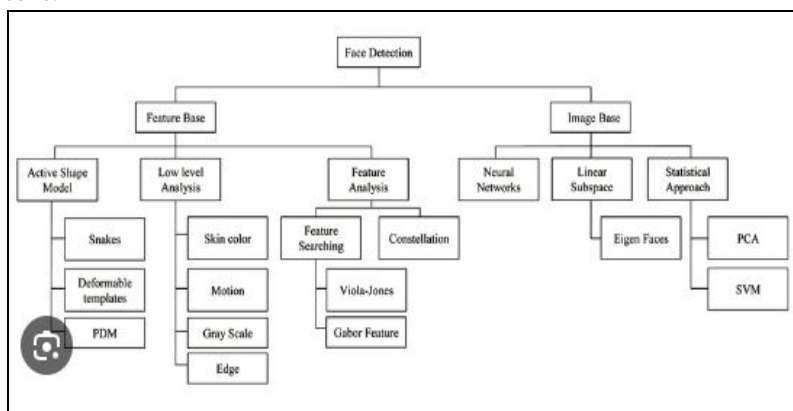 Face Detection
Feature Base
Image Base
Active Shape
Model
Low level
Analysis
Feature
Analysis
Neural
Networks
Linear
Subspace
Statistical
Approach
Snakes
Skin color
Feature
Searching
Constellation
Eigen Faces
PCA
Deformable
templates
Motion
Viola-Jones
SVM
PDM
Gray Scale
Gabor Feature
Edge